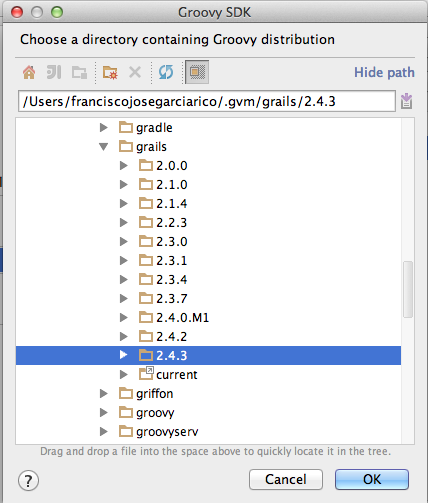 Groovy SDK
Choose a directory containing Groovy distribution
Hide path
/Users/franciscojosegarciarico/.gvm/grails/2.4.3
gradle
grails
2.0.0
2.1.0
2.1.4
2.2.3
2.3.0
2.3.1
2.3.4
2.3.7
2.4.0.M1
2.4.2
2.4.3
current
griffon
groovy
groovyserv
Drag and drop a file into the space above to quickly locate it in the tree.
?
Cancel
OK